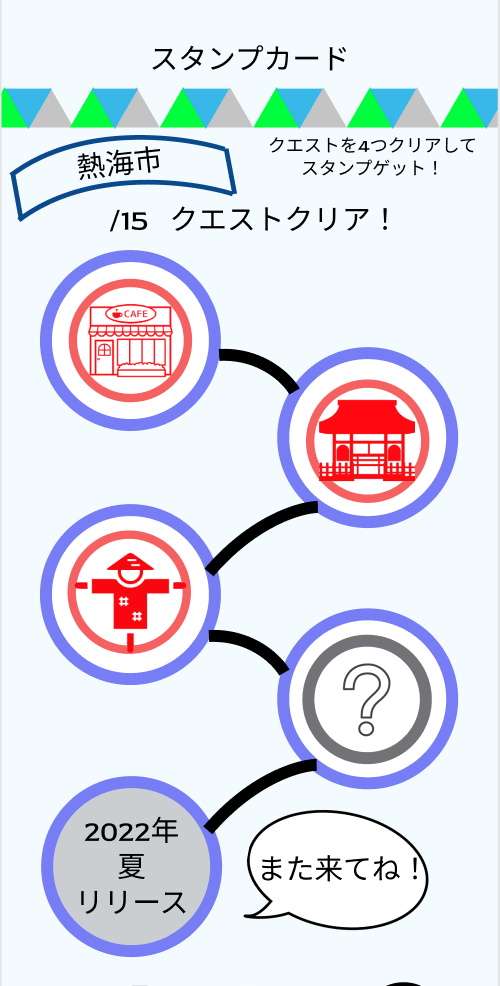 スタンプカード
クエストを4つクリアして
スタンプゲット！
熱海市
/15 クエストクリア！
CAFE
?
2022年
夏
リリース
また来てね！